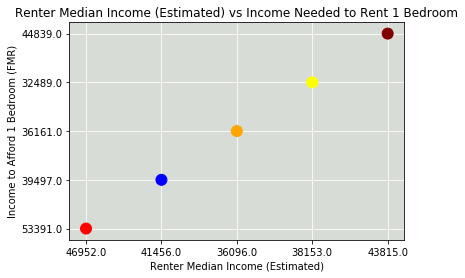 Renter Median Income (Estimated) vs Income Needed to Rent 1 Bedroom
Income to Afford 1 Bedroom (FMR)
44839.0
32489.0
36161.0
39497.0
53391.0
46952.0 41456.0 36096.0 38153.0 43815.0
Renter Median Income (Estimated)